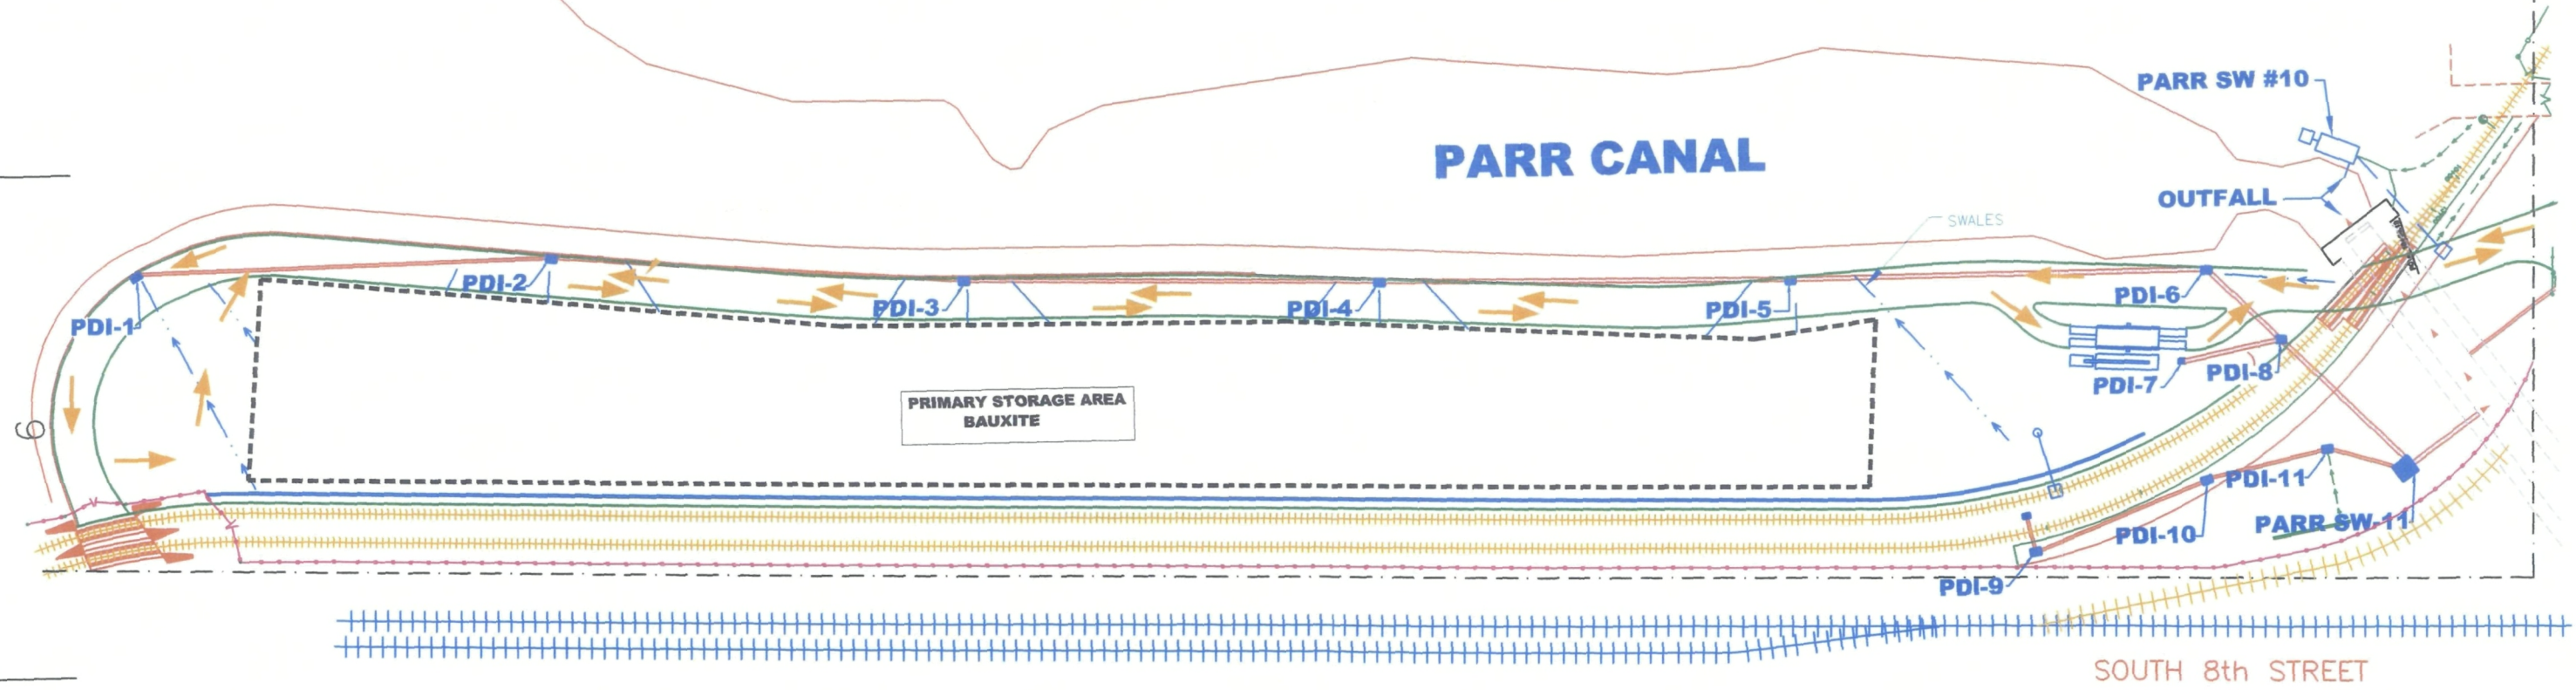 PARR SW #10
PARR CANAL
OUTFALL
SWALES
PDI-1
PDI-2
PDI-3
PDI-4
PDI-5
PDI-6
PDI-7
PDI-8
PRIMARY STORAGE AREA
BAUXITE
6
PDI-11
PARR SW-11
PDI-10
PDI-9
SOUTH 8th STREET